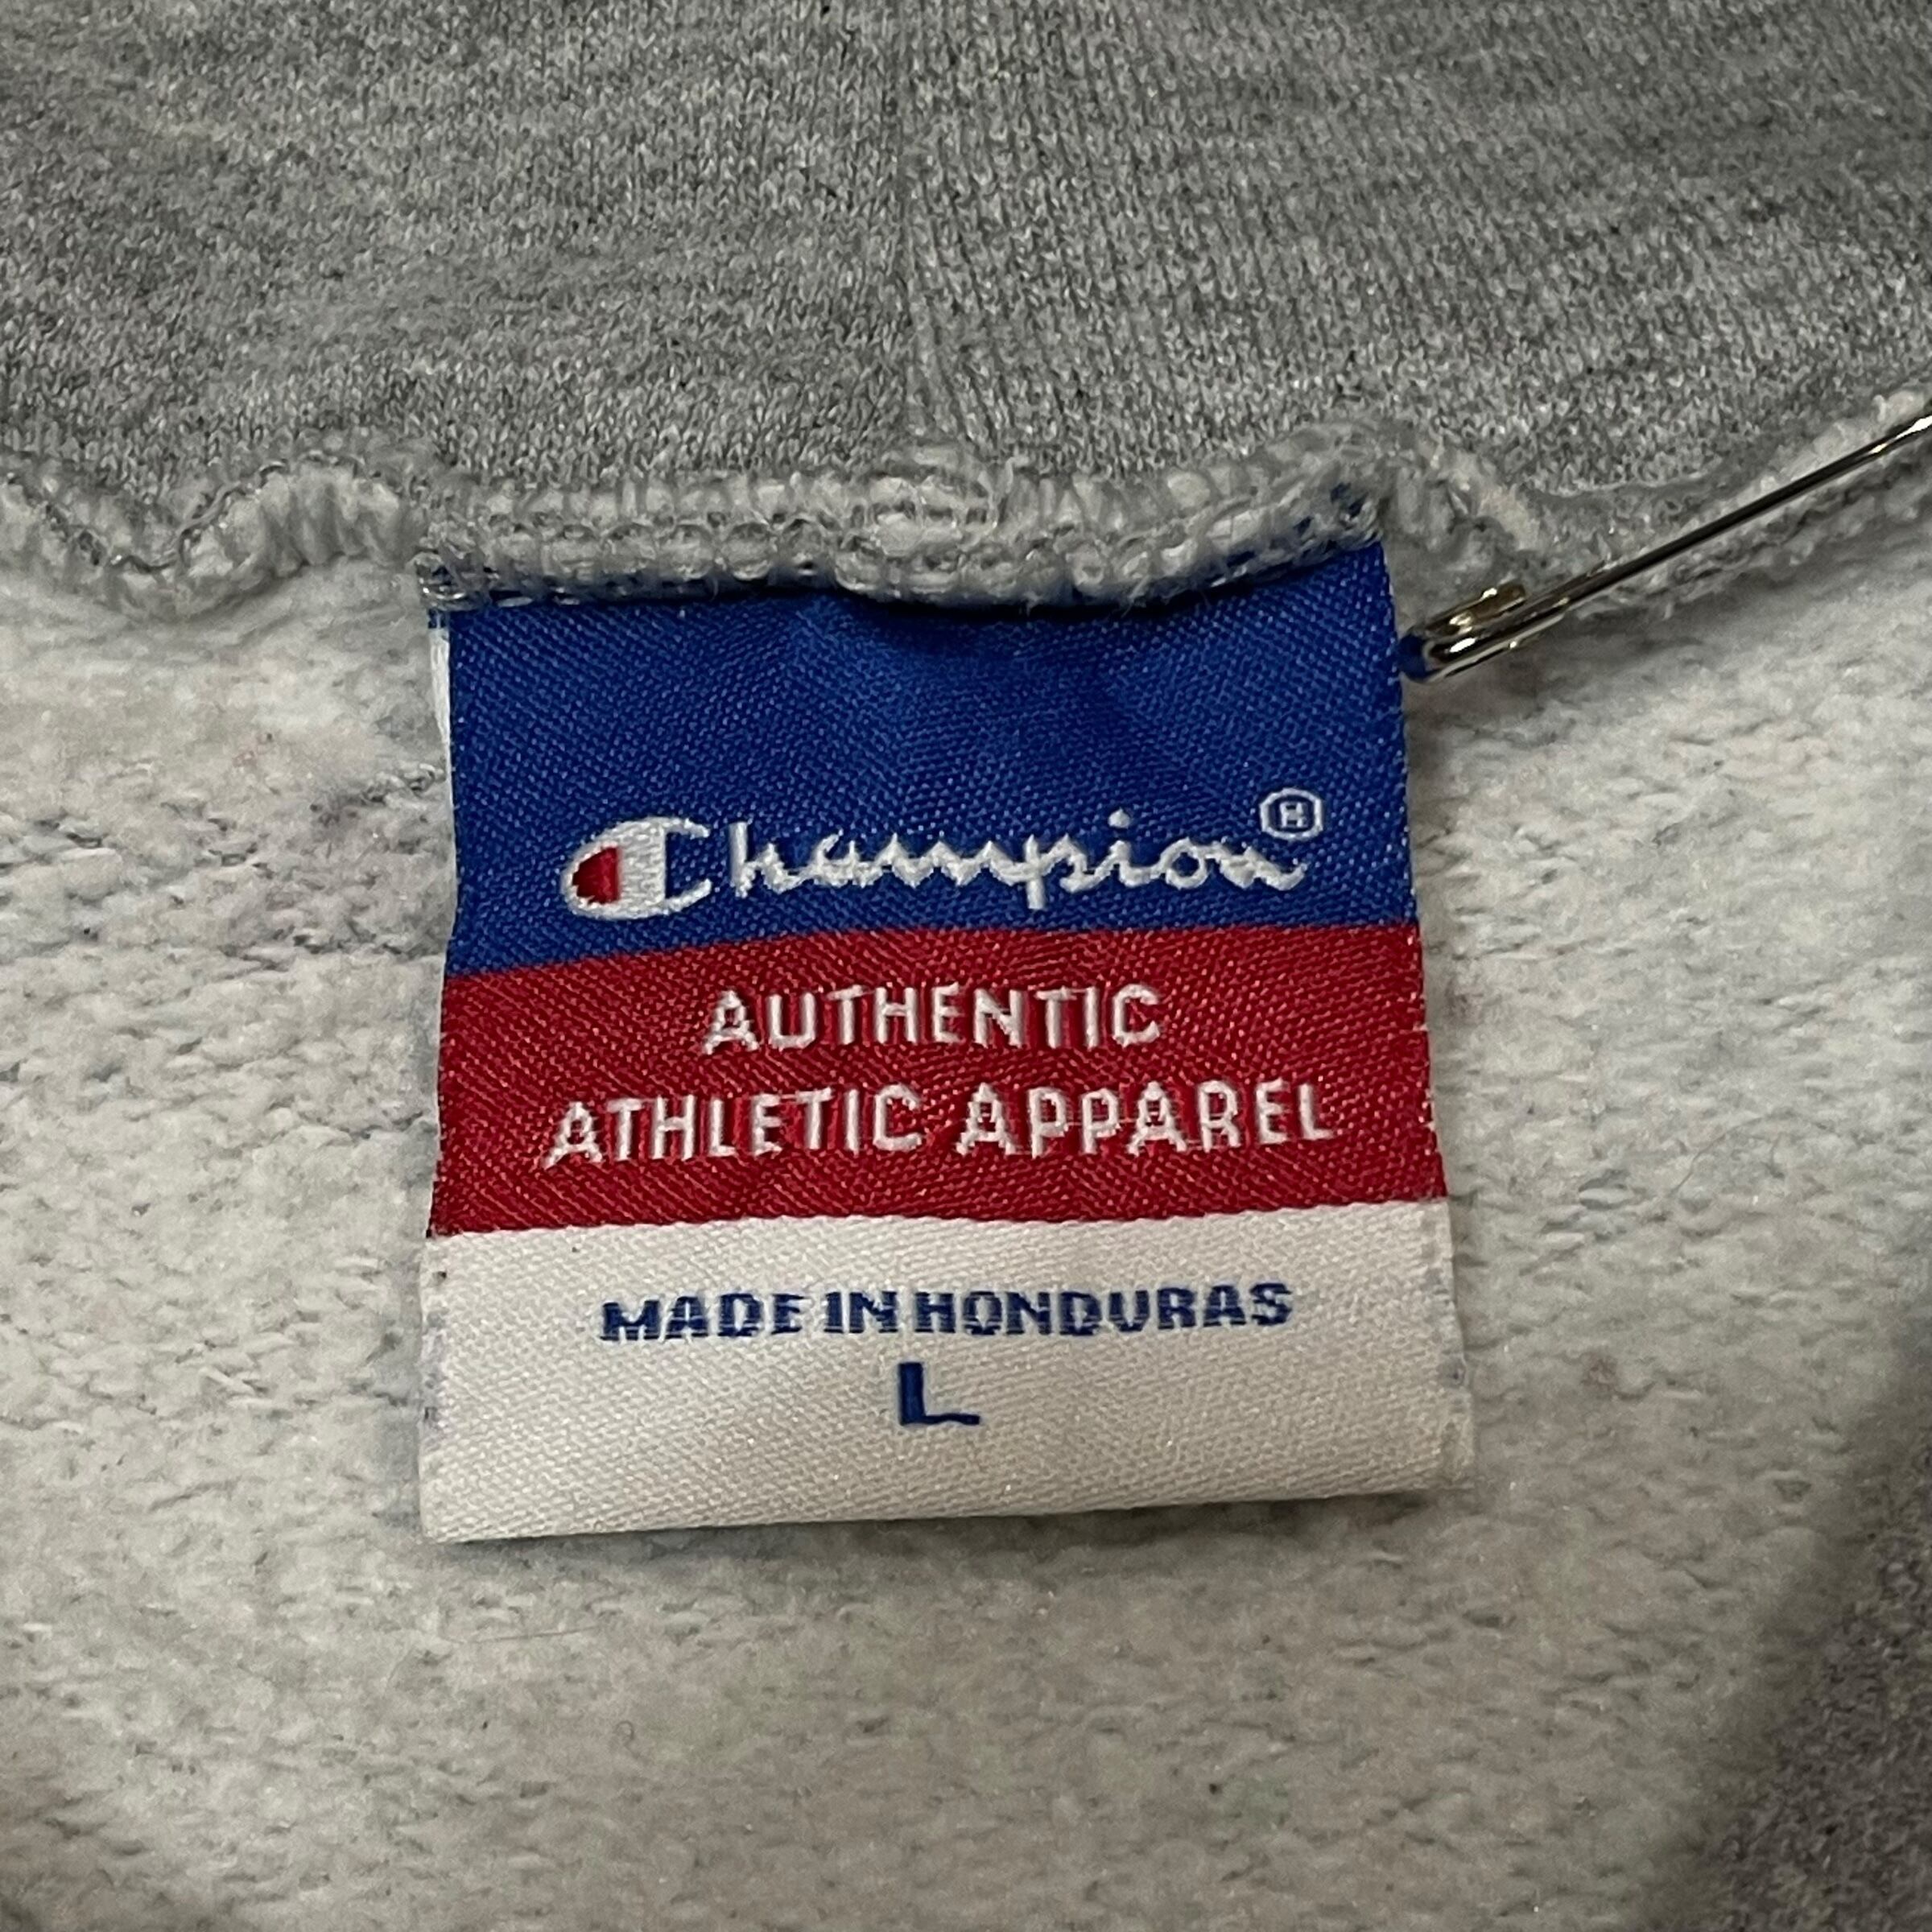 Champion®
AUTHENTIC
ATHLETIC APPAREL
MADE IN HONDURAS
L